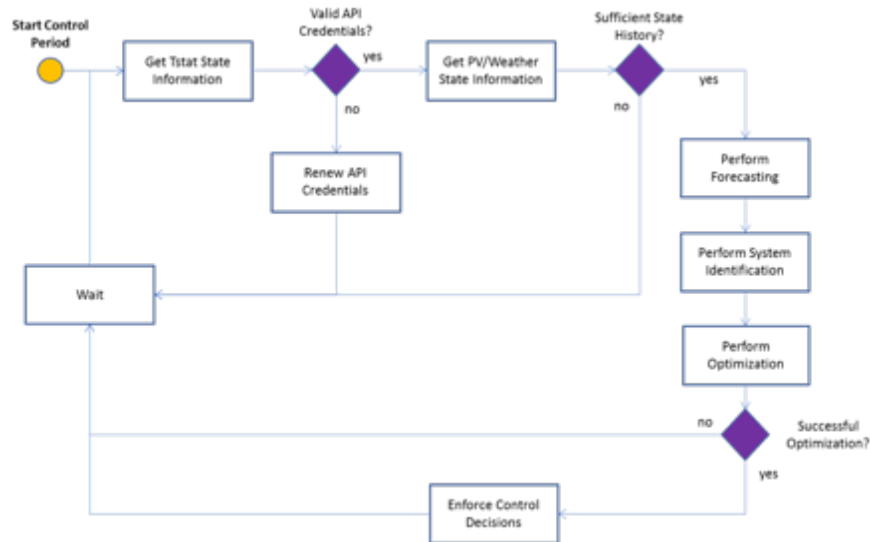 Start Control
Period
Get Tstat State
Information
Valid API
Credentials?
yes
no
Renew API
Credentials
Get PV/Weather
State Information
Sufficient State
History?
yes
no
Perform
Forecasting
Perform System
Identification
Perform
Optimization
Successful
Optimization?
no
yes
Enforce Control
Decisions
Wait